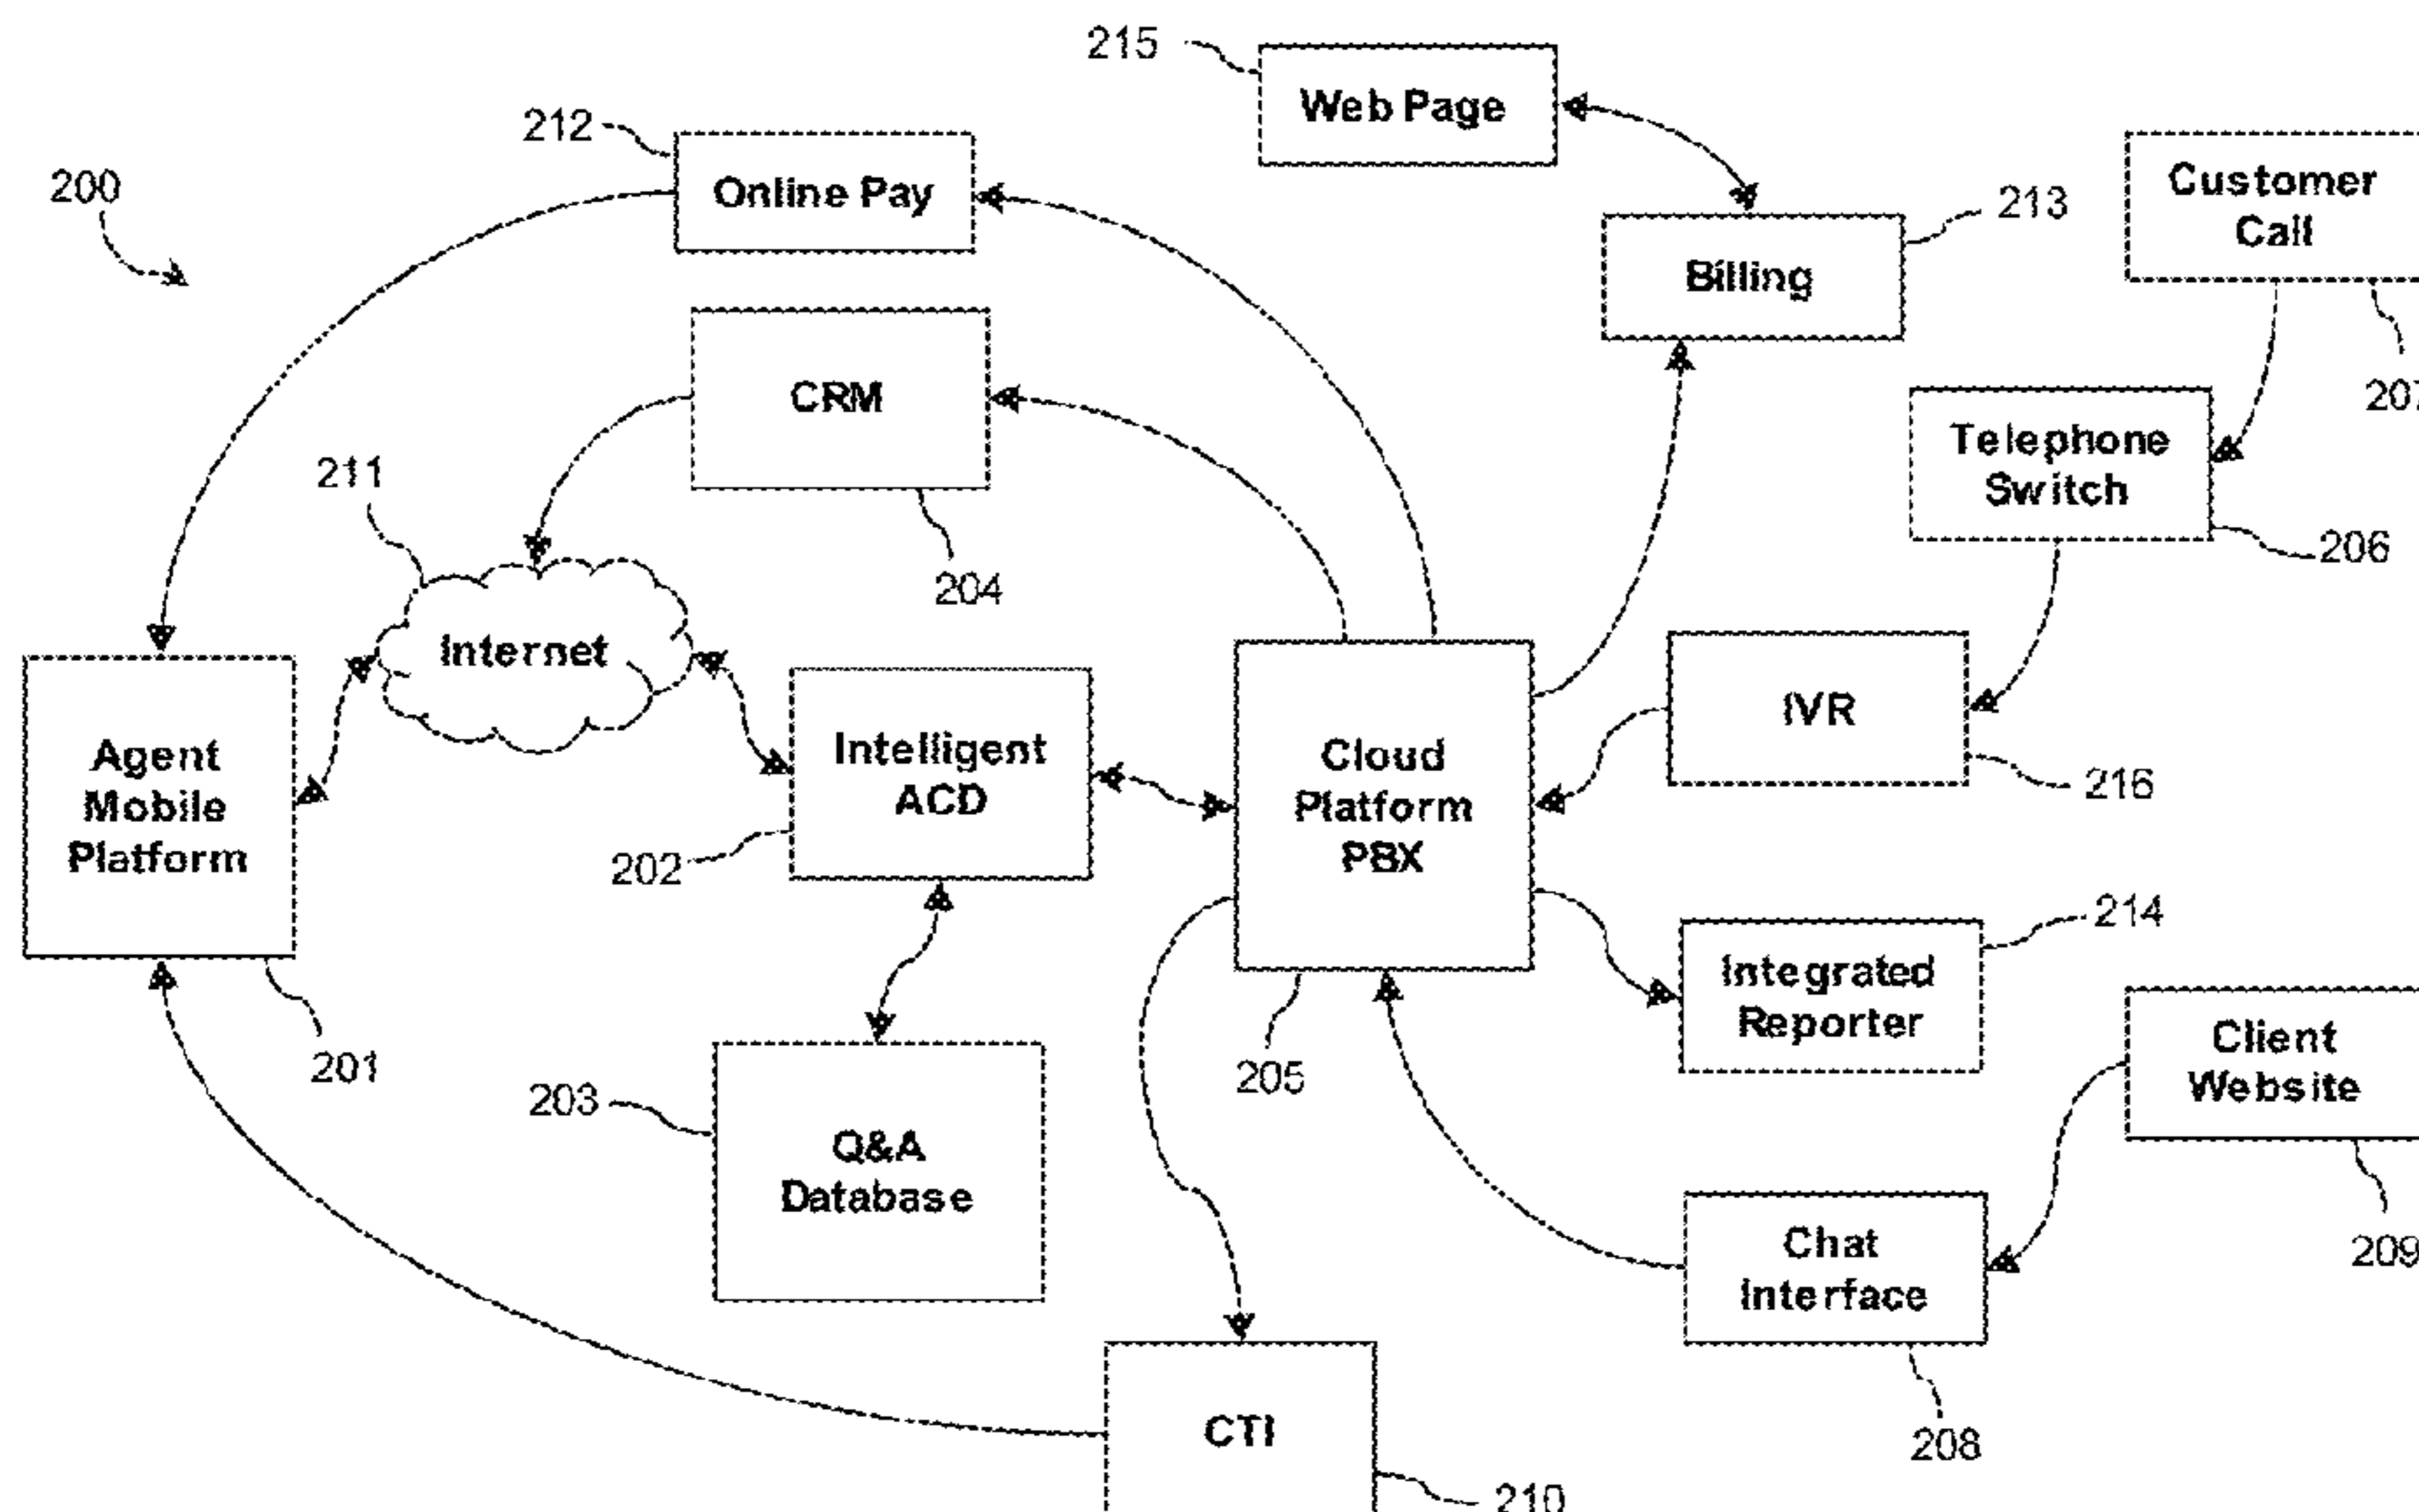 215
Web Page
212
Online Pay
200
Customer
Call
213
Billing
207
CRM
204
Telephone
Switch
206
211
Internet
Agent
Mobile
Platform
201
Intelligent
ACD
202
Cloud
Platform
PBX
205
IVR
216
214
Integrated
Reporter
Client
Website
209
203
Q&A
Database
Chat
Interface
208
CTI
210